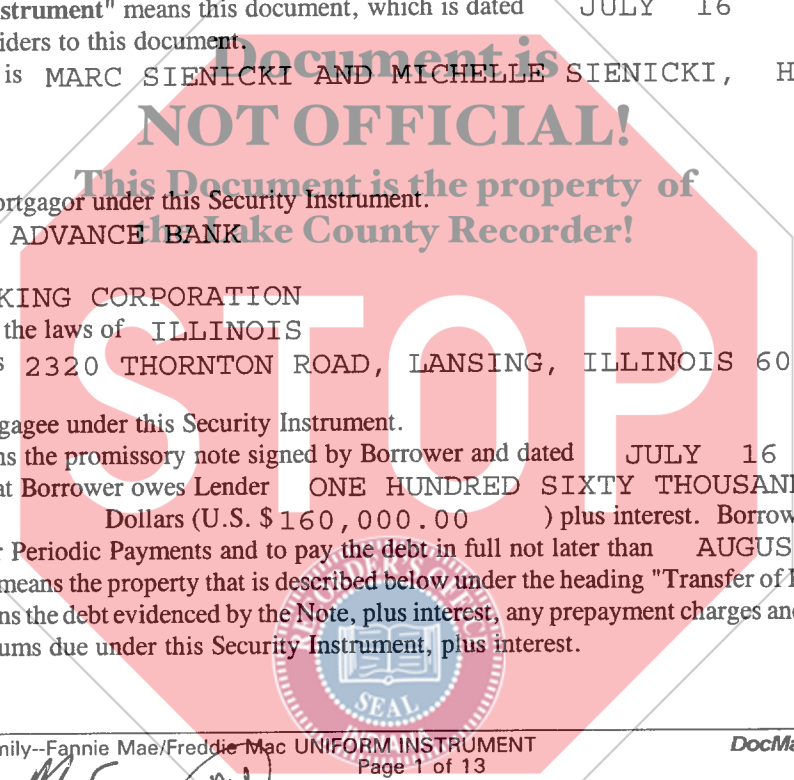 strument" means this document, which is dated JULY 16
iders to this document.
Document is
is MARC SIENICKI AND MICHELLE SIENICKI, H
NOT OFFICIAL!
This Document is the property of
ortgagor under this Security Instrument.
the Lake County Recorder!
ADVANCE BANK
KING CORPORATION
the laws of ILLINOIS
STOP
s 2320 THORNTON ROAD, LANSING, ILLINOIS 60
gagee under this Security Instrument.
ns the promissory note signed by Borrower and dated JULY 16
at Borrower owes Lender ONE HUNDRED SIXTY THOUSAN
Dollars (U.S. $ 160,000.00 ) plus interest. Borrow
r Periodic Payments and to pay the debt in full not later than AUGUS
means the property that is described below under the heading "Transfer of
ns the debt evidenced by the Note, plus interest, any prepayment charges and
ums due under this Security Instrument, plus interest.
SEAL
INDIANA
mily--Fannie Mae/Freddie Mac UNIFORM INSTRUMENT DocMa
Page 1 of 13